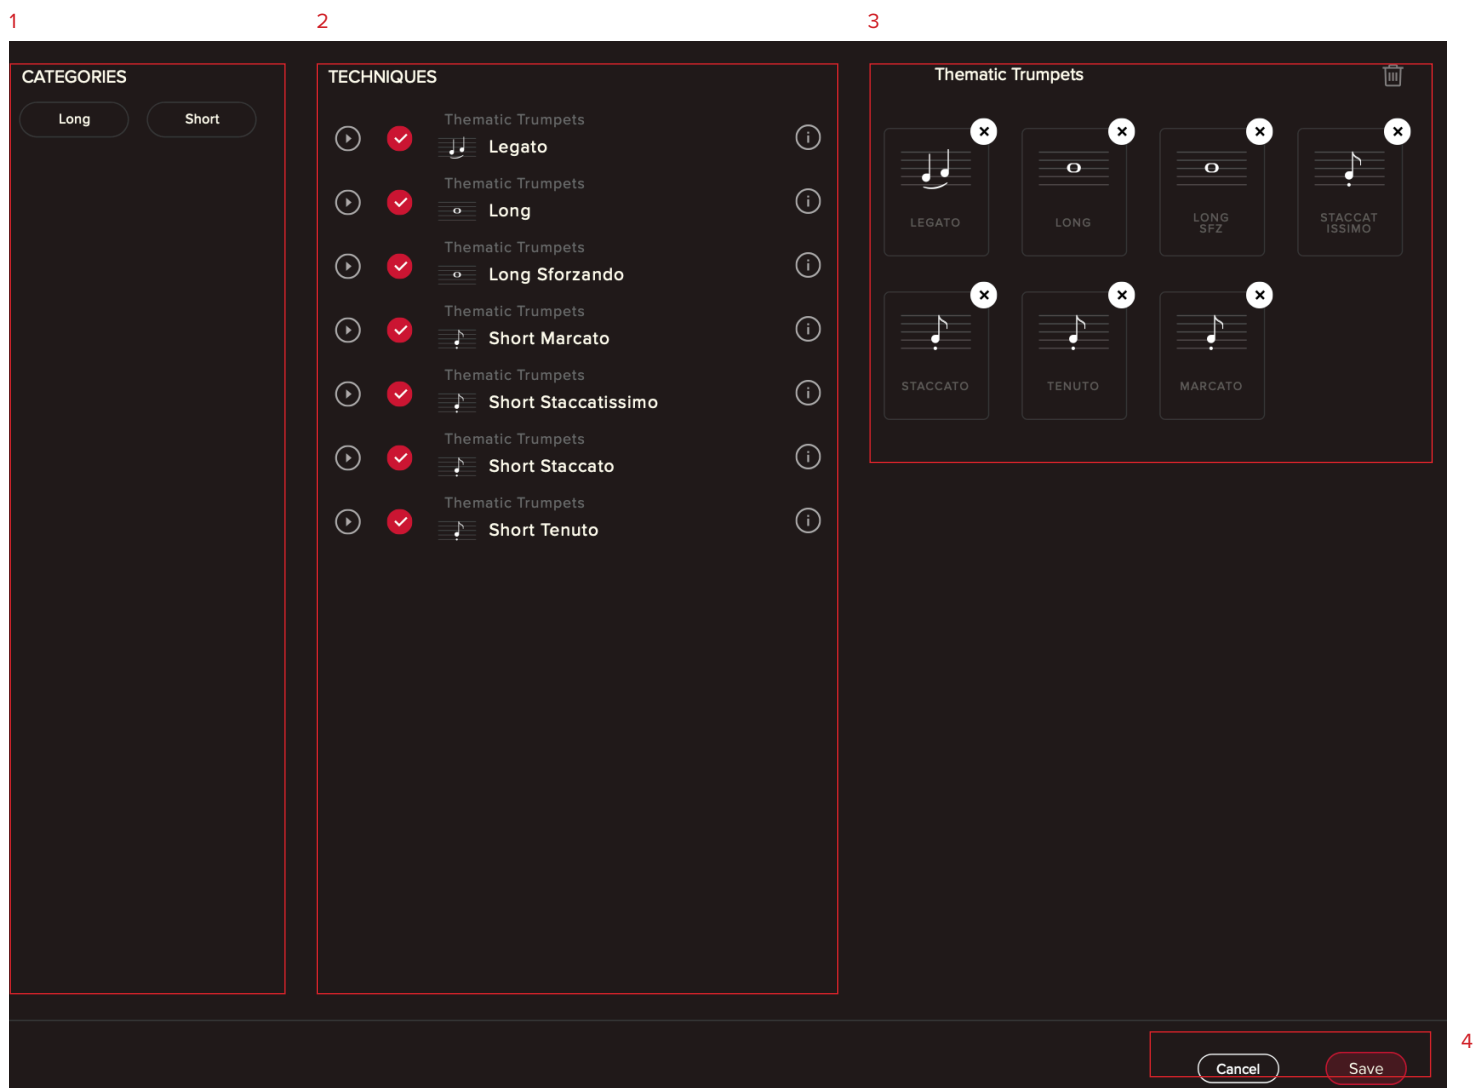 1
2
3
CATEGORIES
Long
Short
TECHNIQUES
Thematic Trumpets
Legato
Thematic Trumpets
Long
Thematic Trumpets
Long Sforzando
Thematic Trumpets
Short Marcato
Thematic Trumpets
Short Staccatissimo
Thematic Trumpets
Short Staccato
Thematic Trumpets
Short Tenuto
Thematic Trumpets
LEGATO
LONG
LONG
SFZ
STACCAT
ISSIMO
STACCATO
TENUTO
MARCATO
4
Cancel
Save